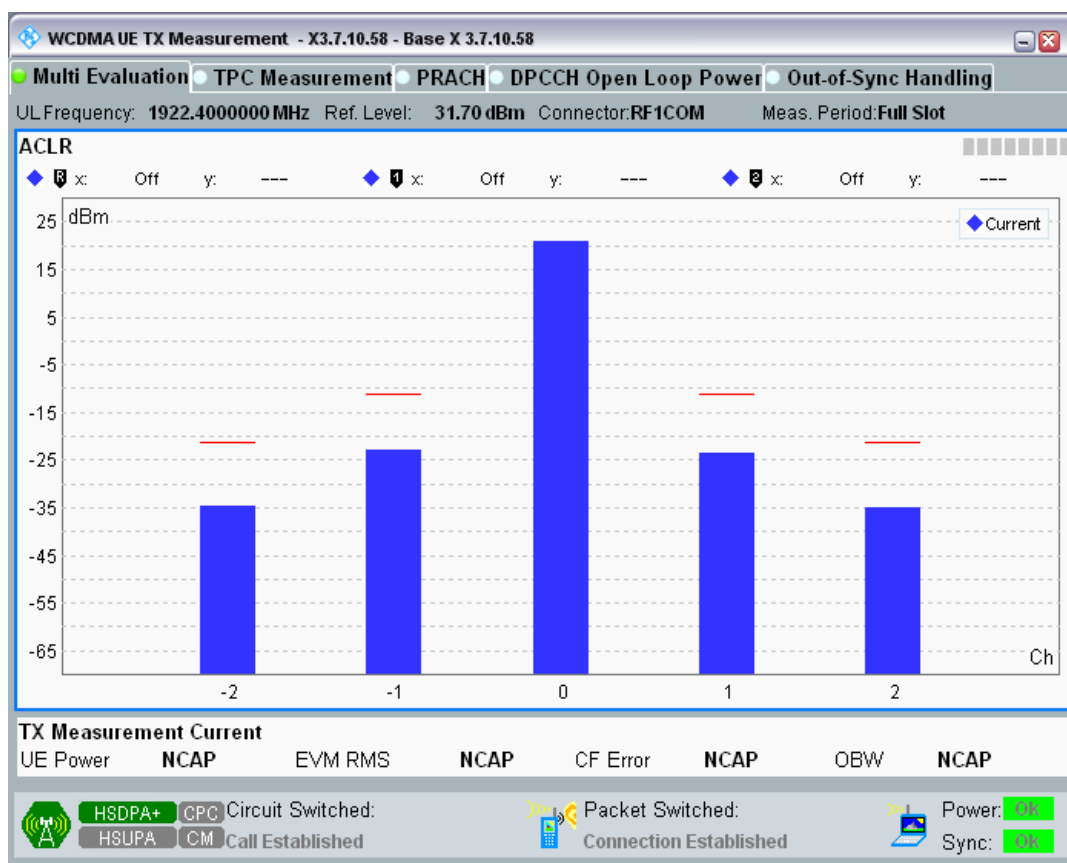 WCDMA UE TX Measurement - X3.7.10.58 - Base X 3.7.10.58
Multi Evaluation TPC Measurement PRACH DPCCH Open Loop Power Out-of-Sync Handling
UL Frequency: 1922.4000000 MHz Ref. Level: 31.70 dBm Connector:RF1COM Meas. Period:Full Slot
ACLR
R x: Off y: --- 1 x: Off y: --- 2 x: Off y: ---
dBm
Current
25
15
5
-5
-15
-25
-35
-45
-55
-65
Ch
-2 -1 0 1 2
TX Measurement Current
UE Power NCAP EVM RMS NCAP CF Error NCAP OBW NCAP
HSDPA+ CPC Circuit Switched: Packet Switched: Power: OK
HSUPA CM Call Established Connection Established Sync: OK